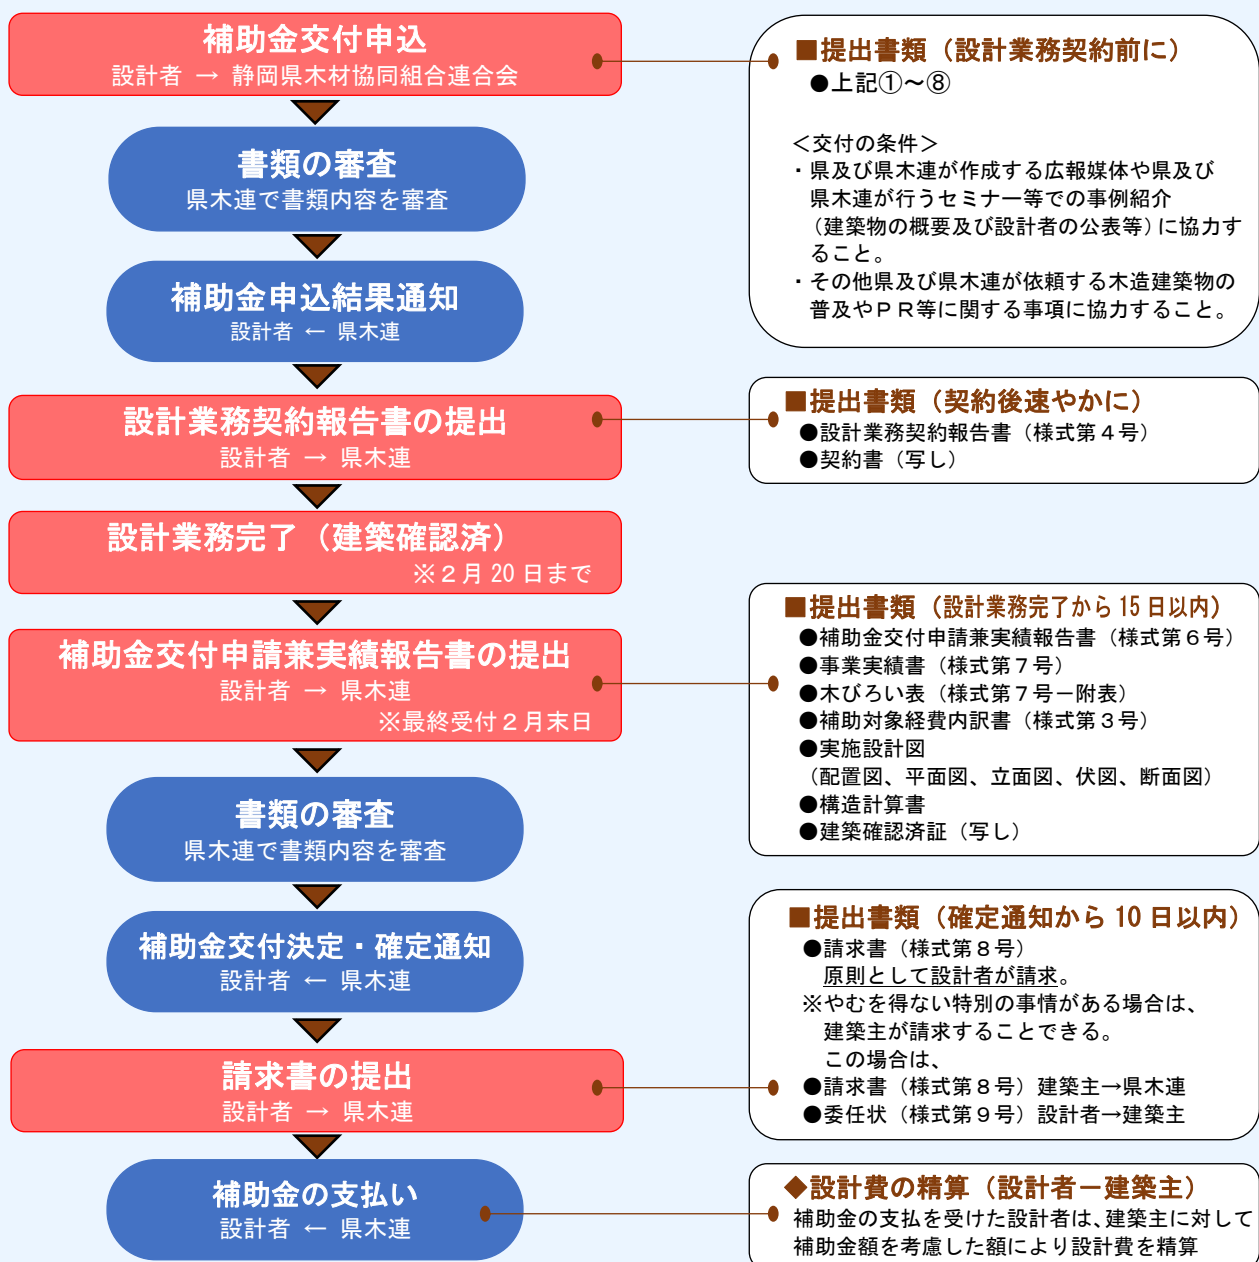 補助金交付申込
設計者 → 静岡県木材協同組合連合会
■提出書類（設計業務契約前に）
●上記①～⑧
＜交付の条件＞
・県及び県木連が作成する広報媒体や県及び
県木連が行うセミナー等での事例紹介
（建築物の概要及び設計者の公表等）に協力す
ること。
・その他県及び県木連が依頼する木造建築物の
普及やＰＲ等に関する事項に協力すること。
書類の審査
県木連で書類内容を審査
補助金申込結果通知
設計者 ← 県木連
設計業務契約報告書の提出
設計者 → 県木連
■提出書類（契約後速やかに）
●設計業務契約報告書（様式第４号）
●契約書（写し）
設計業務完了（建築確認済）
※２月 20 日まで
補助金交付申請兼実績報告書の提出
設計者 → 県木連
※最終受付２月末日
■提出書類（設計業務完了から 15 日以内）
●補助金交付申請兼実績報告書（様式第６号）
●事業実績書（様式第７号）
●木びろい表（様式第７号－附表）
●補助対象経費内訳書（様式第３号）
●実施設計図
（配置図、平面図、立面図、伏図、断面図）
●構造計算書
●建築確認済証（写し）
書類の審査
県木連で書類内容を審査
補助金交付決定・確定通知
設計者 ← 県木連
■提出書類（確定通知から 10 日以内）
●請求書（様式第８号）
原則として設計者が請求。
※やむを得ない特別の事情がある場合は、
建築主が請求することできる。
この場合は、
●請求書（様式第８号）建築主→県木連
●委任状（様式第９号）設計者→建築主
請求書の提出
設計者 → 県木連
補助金の支払い
設計者 ← 県木連
◆設計費の精算（設計者－建築主）
補助金の支払を受けた設計者は、建築主に対して
補助金額を考慮した額により設計費を精算